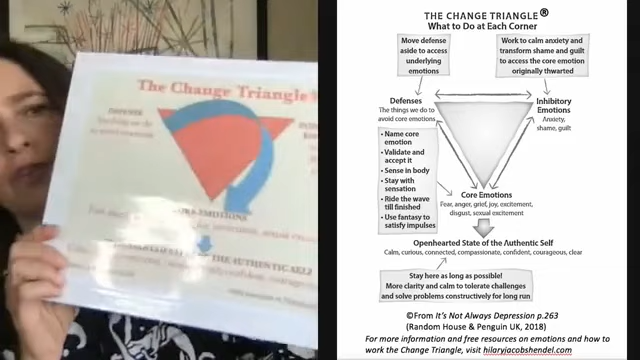 The Change Triangle
DEFENSE
CORE EMOTIONS
THE AUTHENTIC SELF
THE CHANGE TRIANGLE®
What to Do at Each Corner
Move defense
aside to access
underlying
emotions
Work to calm anxiety and
transform shame and guilt
to access the core emotion
originally thwarted
Defenses
The things we do to
avoid core emotions
Inhibitory
Emotions
Anxiety,
shame, guilt
• Name core
emotion
• Validate and
accept it
• Sense in body
• Stay with
sensation
• Ride the wave
till finished
• Use fantasy to
satisfy impulses
Core Emotions
Fear, anger, grief, joy, excitement,
disgust, sexual excitement
Openhearted State of the Authentic Self
Calm, curious, connected, compassionate, confident, courageous, clear
Stay here as long as possible!
More clarity and calm to tolerate challenges
and solve problems constructively for long run
©From It's Not Always Depression p.263
(Random House & Penguin UK, 2018)
For more information and free resources on emotions and how to
work the Change Triangle, visit hilaryjacobshendel.com